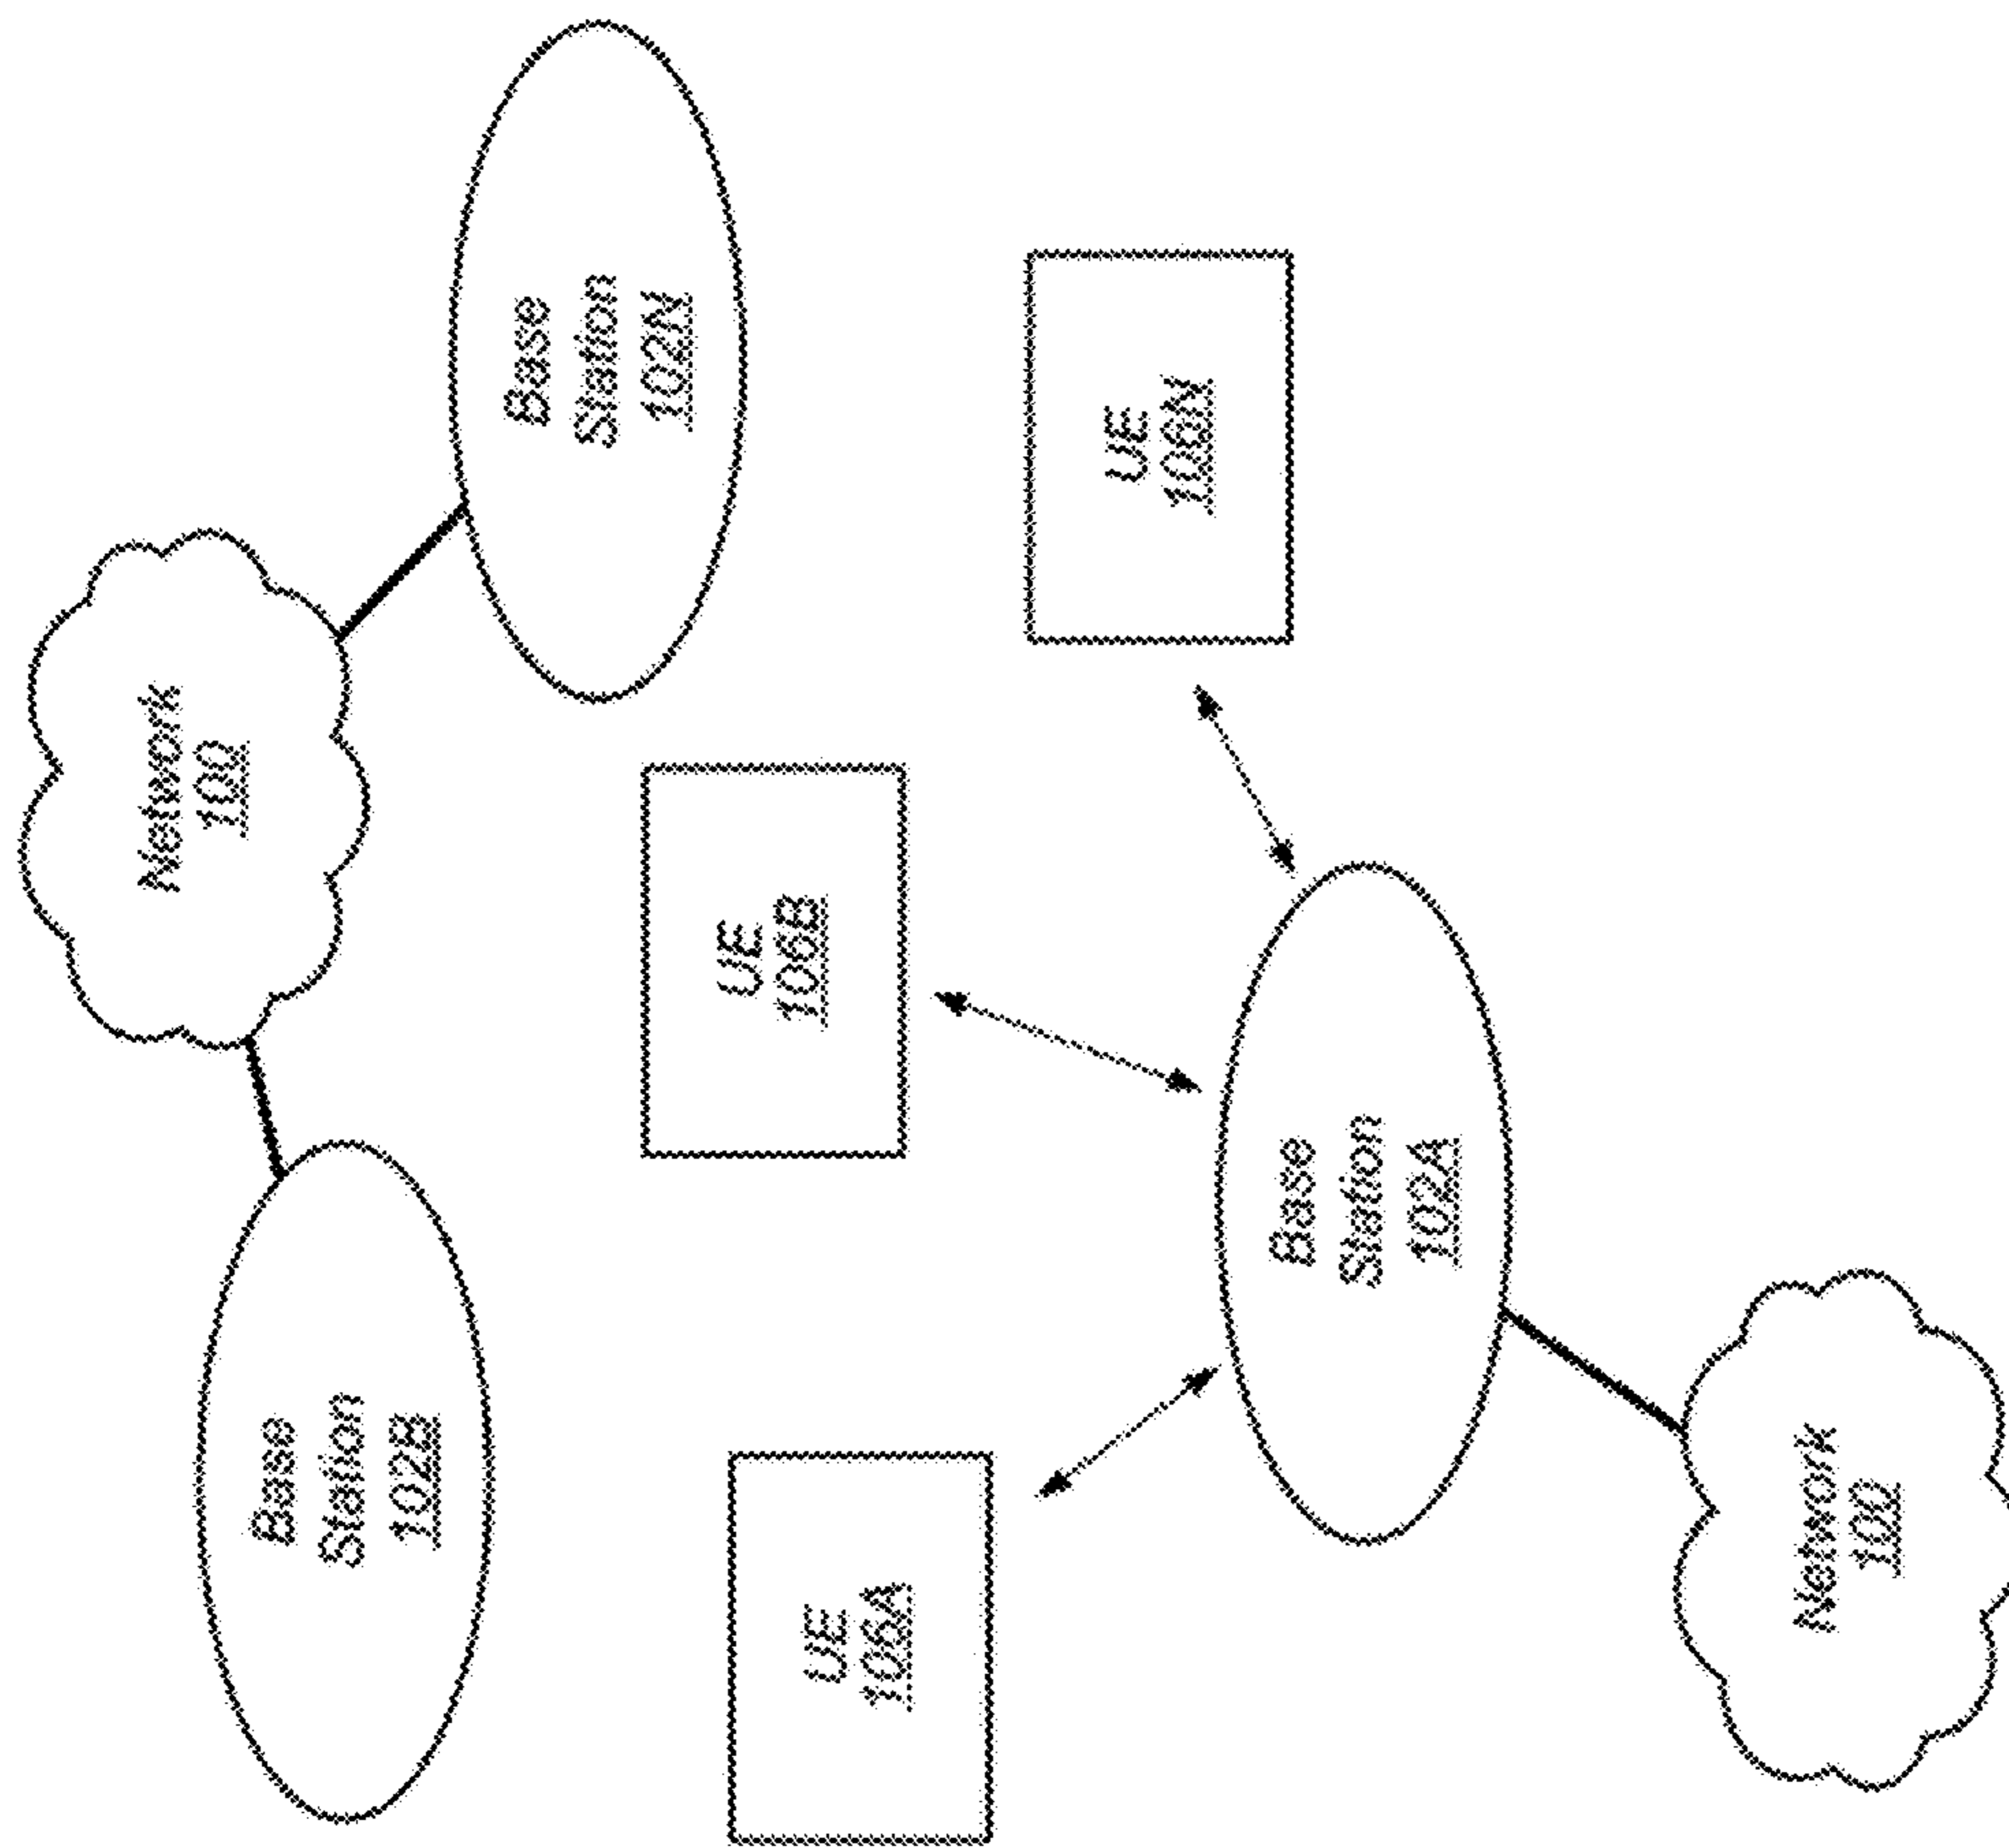 Network
100
Base
Station
102B
Base
Station
102N
UE
106B
UE
106A
UE
106N
Base
Station
102A
Network
100